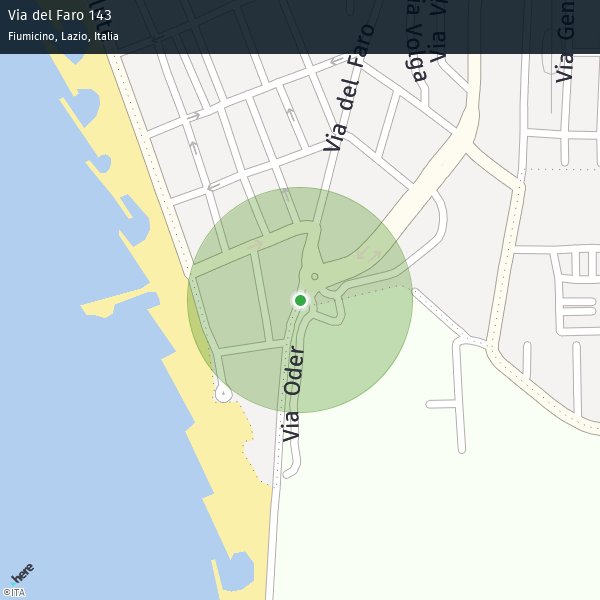 Via del Faro 143
Fiumicino, Lazio, Italia
Via del Faro
Via Volga
Via Vi
Via Gen
Via Oder
here
©ITA